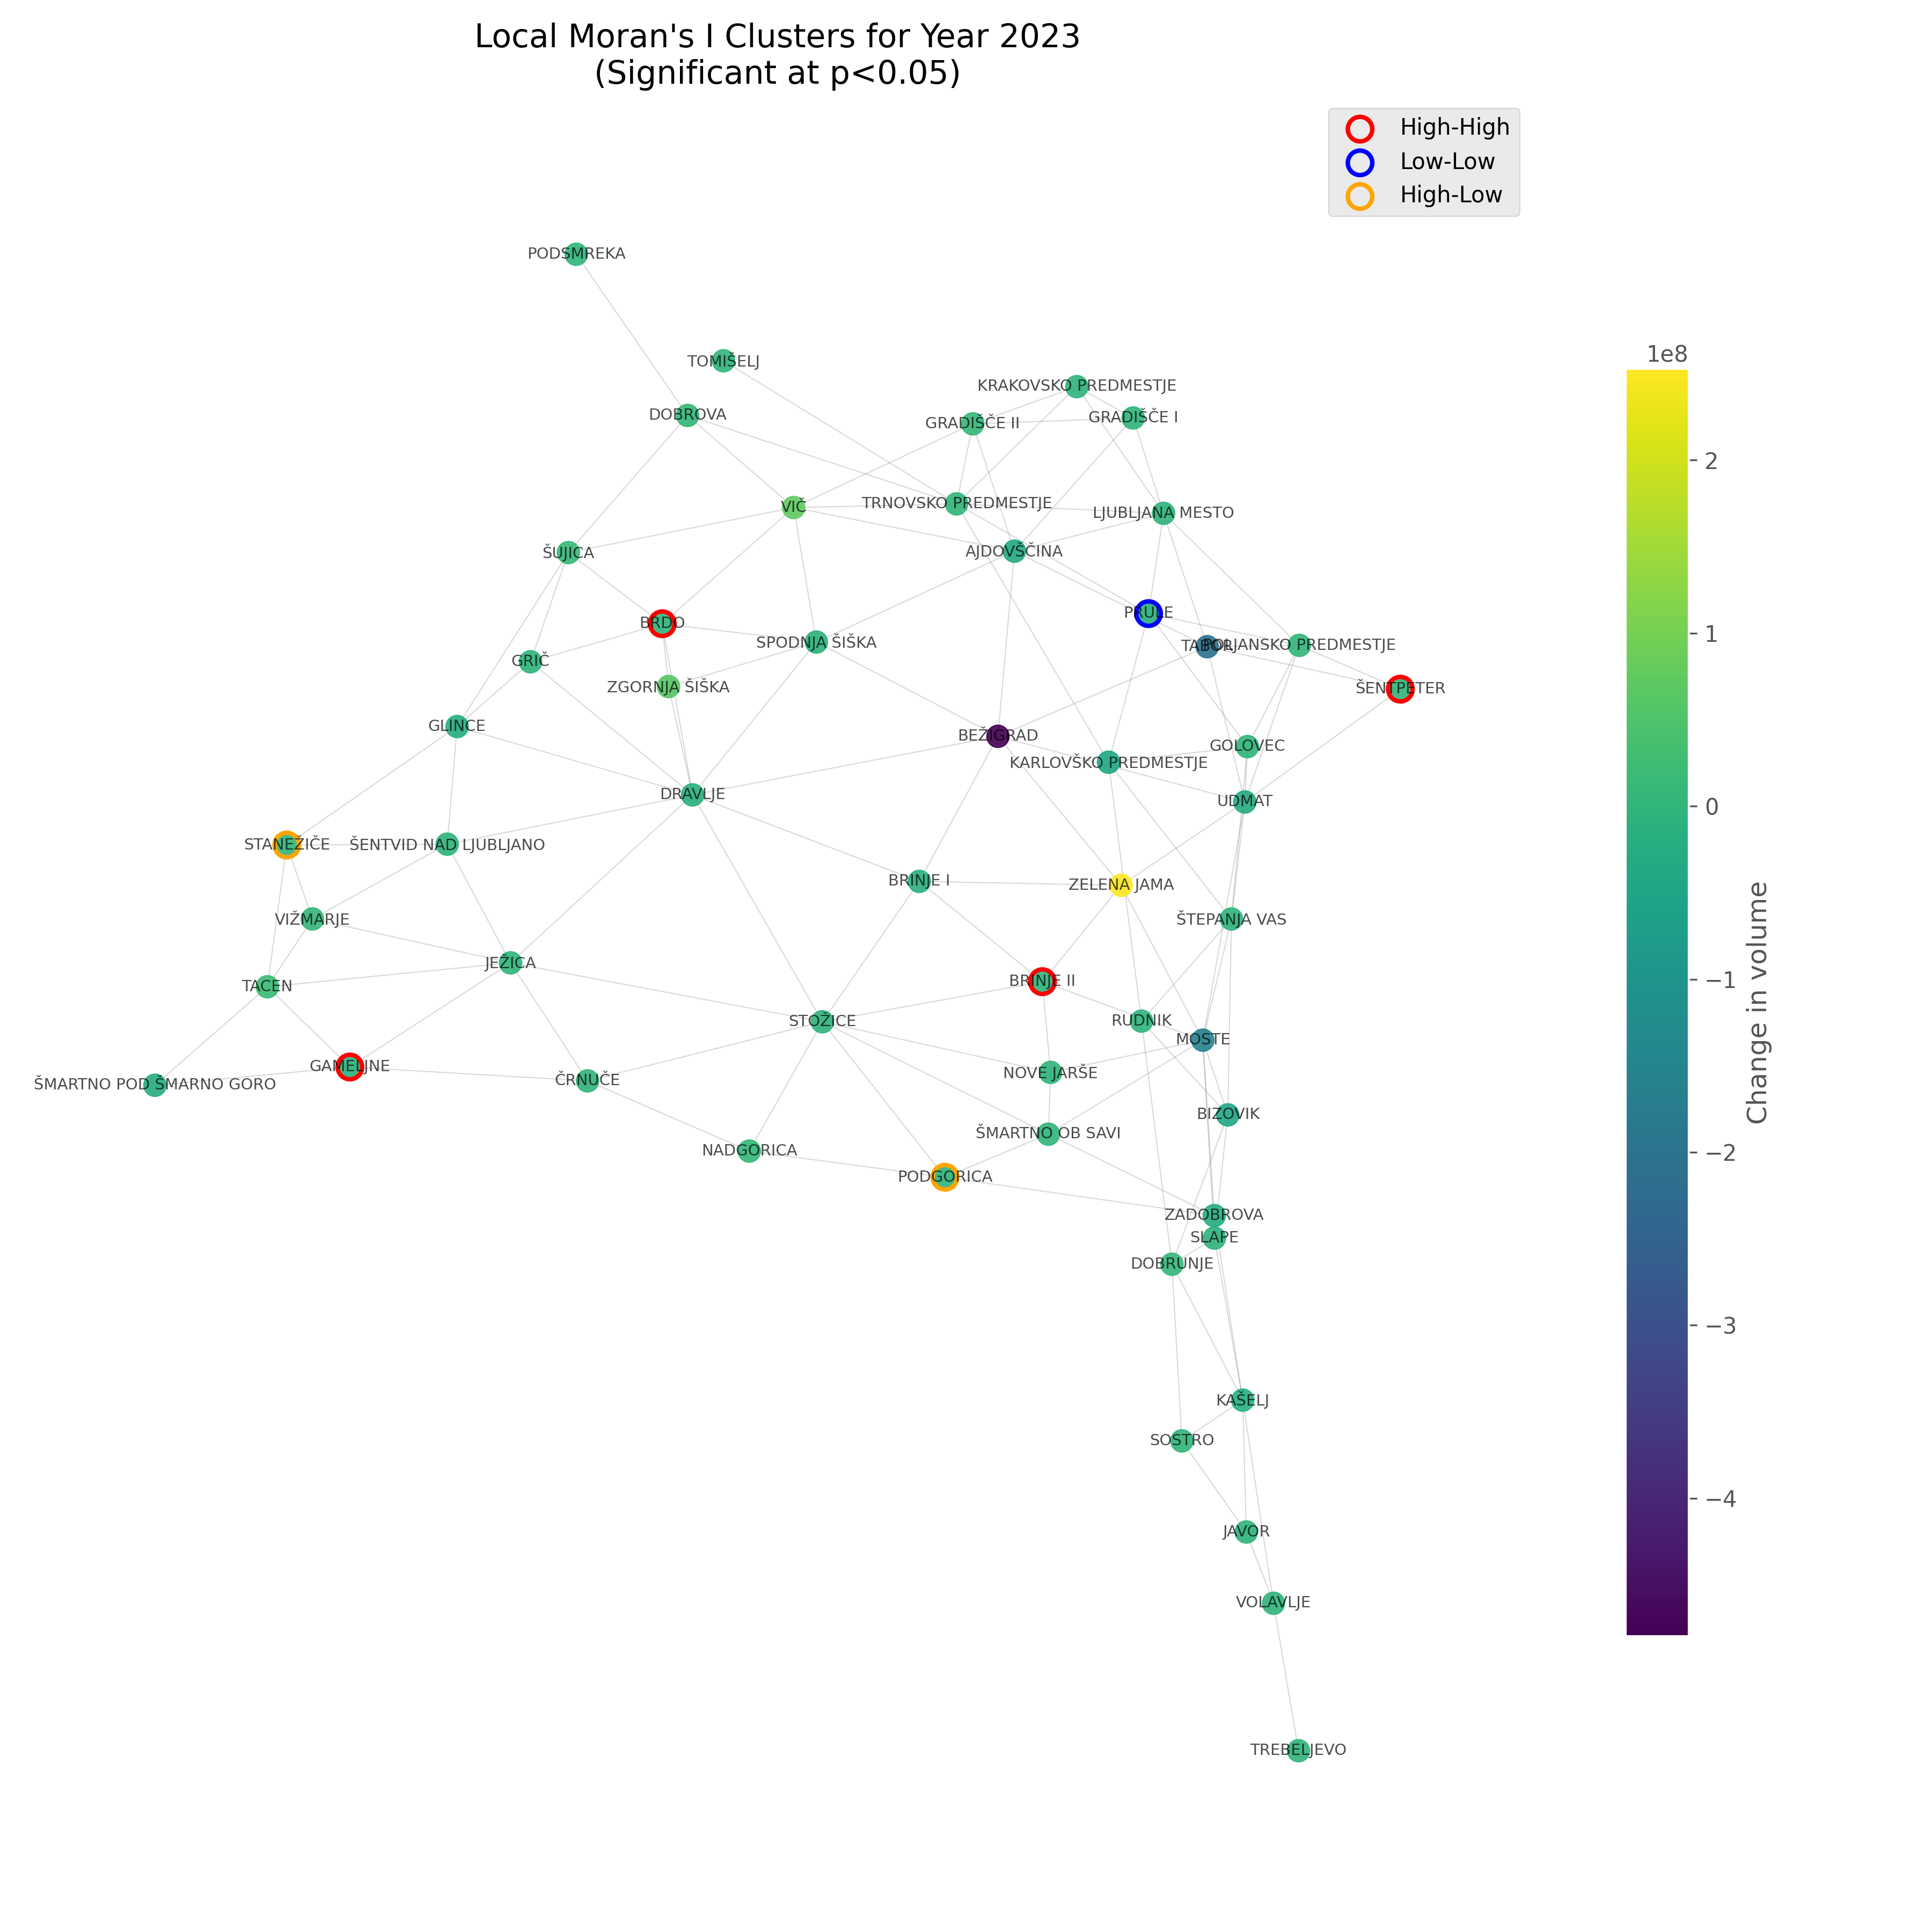 Local Moran's I Clusters for Year 2023
(Significant at p<0.05)
High-High
Low-Low
High-Low
PODSMREKA
TOMIŠELJ
KRAKOVSKO PREDMESTJE
DOBROVA
GRADIŠČE II
GRADIŠČE I
VIČ
TRNOVSKO PREDMESTJE
LJUBLJANA MESTO
ŠUJICA
AJDOVŠČINA
BRDO
PRULE
SPODNJA ŠIŠKA
TABOR
POLJANSKO PREDMESTJE
GRIČ
ZGORNJA ŠIŠKA
ŠENTPETER
GLINCE
BEŽIGRAD
GOLOVEC
KARLOVŠKO PREDMESTJE
DRAVLJE
UDMAT
STANEŽIČE
ŠENTVID NAD LJUBLJANO
BRINJE I
ZELENA JAMA
VIŽMARJE
ŠTEPANJA VAS
JEŽICA
TACEN
BRINJE II
STOŽICE
RUDNIK
MOSTE
GAMELJNE
ŠMARTNO POD ŠMARNO GORO
ČRNUČE
NOVE JARŠE
BIZOVIK
ŠMARTNO OB SAVI
NADGORICA
PODGORICA
ZADOBROVA
SLAPE
DOBRUNJE
KAŠELJ
SOSTRO
JAVOR
VOLAVLJE
TREBELJEVO
1e8
2
1
0
−1
−2
−3
−4
Change in volume